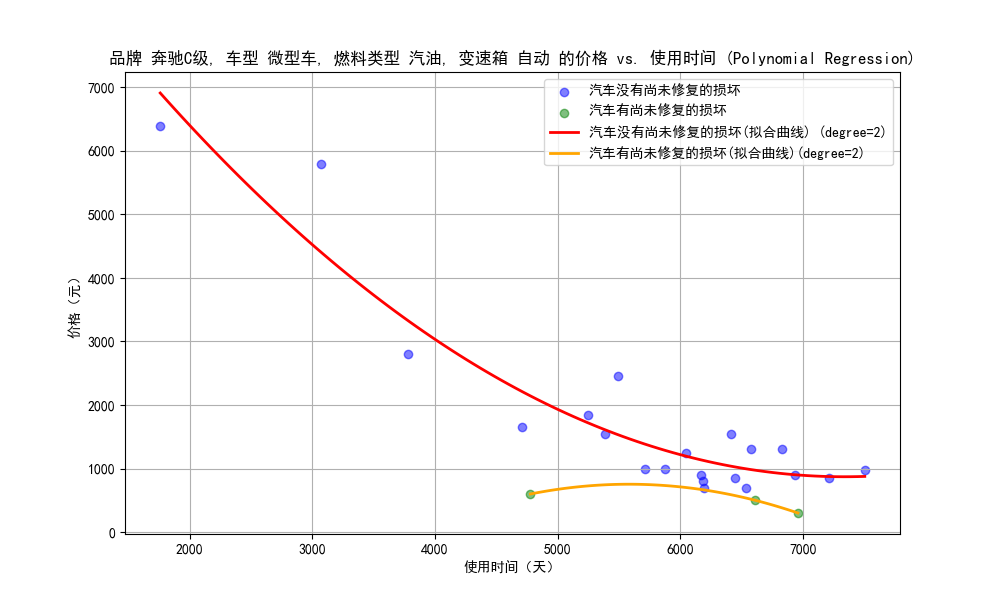 品牌 奔驰C级, 车型 微型车, 燃料类型 汽油, 变速箱 自动 的价格 vs. 使用时间 (Polynomial Regression)
汽车没有尚未修复的损坏
汽车有尚未修复的损坏
汽车没有尚未修复的损坏(拟合曲线) (degree=2)
汽车有尚未修复的损坏(拟合曲线)(degree=2)
7000
6000
5000
4000
3000
2000
1000
0
价格（元）
2000 3000 4000 5000 6000 7000
使用时间（天）